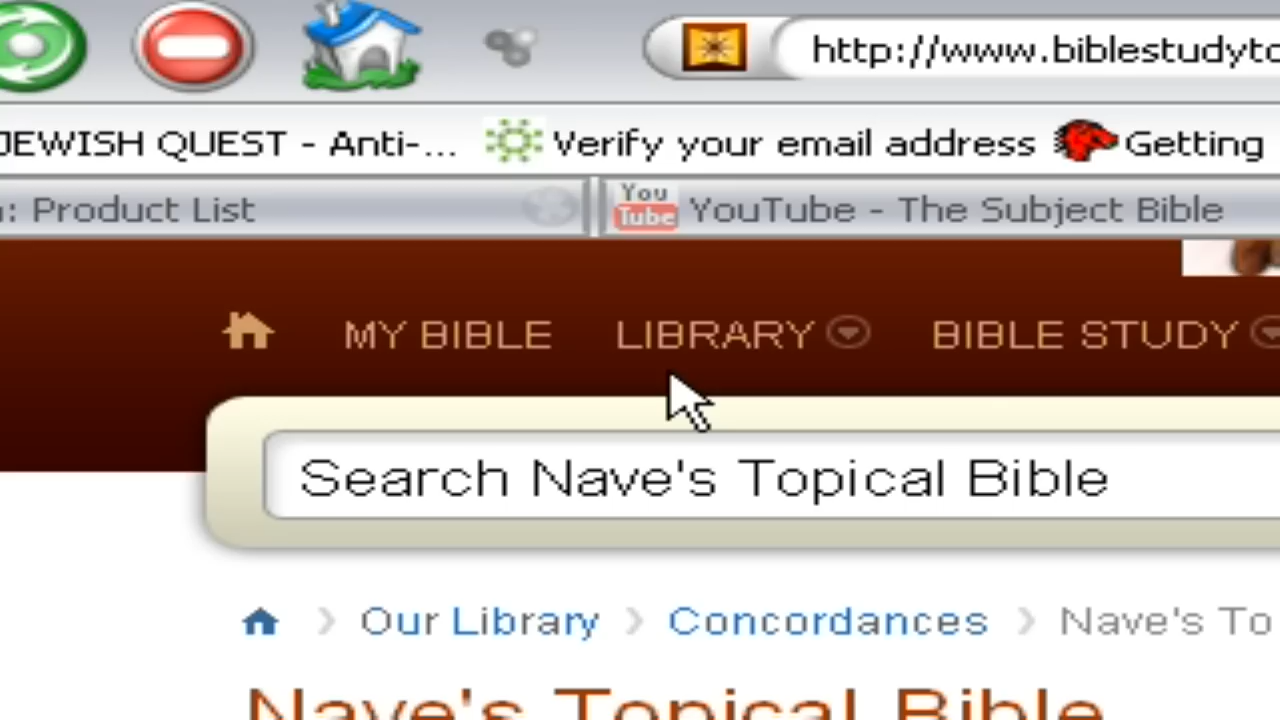 http://www.biblestudyto
JEWISH QUEST - Anti-... Verify your email address Getting
: Product List You Tube YouTube - The Subject Bible
MY BIBLE LIBRARY BIBLE STUDY
Search Nave's Topical Bible
Our Library > Concordances > Nave's To
Nave's Topical Bible